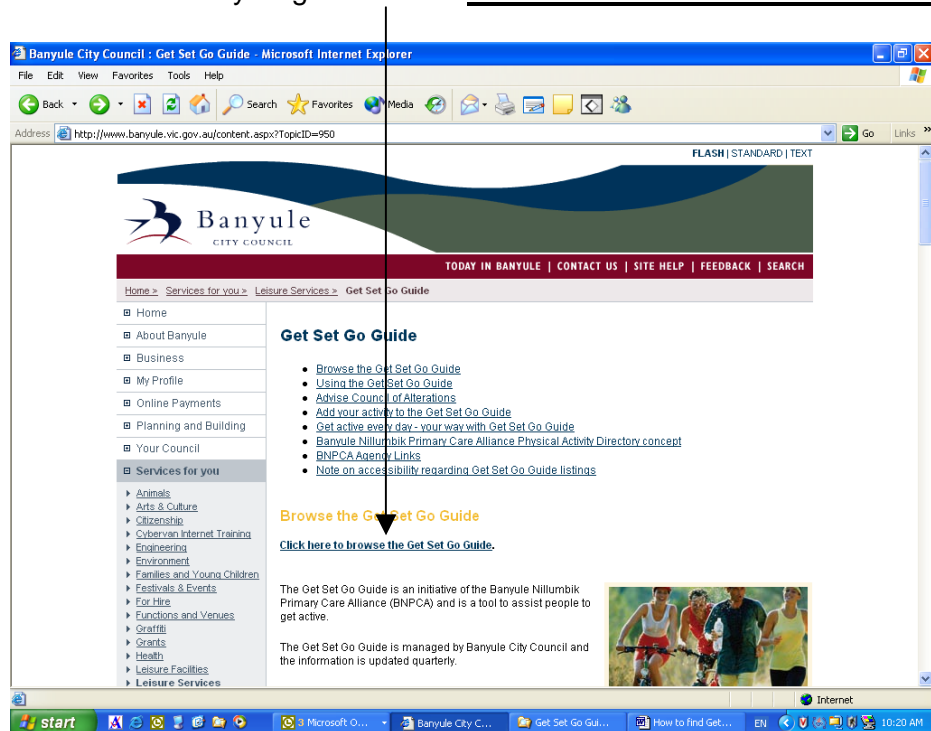 Banyule City Council : Get Set Go Guide - Microsoft Internet Explorer
File Edit View Favorites Tools Help
Back Search Favorites Media
Address http://www.banyule.vic.gov.au/content.aspx?TopicID=950 Go Links »
FLASH | STANDARD | TEXT
Banyule
CITY COUNCIL
TODAY IN BANYULE | CONTACT US | SITE HELP | FEEDBACK | SEARCH
Home > Services for you > Leisure Services > Get Set Go Guide
Home
About Banyule
Business
My Profile
Online Payments
Planning and Building
Your Council
Services for you
Animals
Arts & Culture
Citizenship
Cybervan Internet Training
Engineering
Environment
Families and Young Children
Festivals & Events
For Hire
Functions and Venues
Graffiti
Grants
Health
Leisure Facilities
Leisure Services
Get Set Go Guide
Browse the Get Set Go Guide
Using the Get Set Go Guide
Advise Council of Alterations
Add your activity to the Get Set Go Guide
Get active every day - your way with Get Set Go Guide
Banyule Nillumbik Primary Care Alliance Physical Activity Directory concept
BNPCA Agency Links
Note on accessibility regarding Get Set Go Guide listings
Browse the Get Set Go Guide
Click here to browse the Get Set Go Guide.
The Get Set Go Guide is an initiative of the Banyule Nillumbik
Primary Care Alliance (BNPCA) and is a tool to assist people to
get active.
The Get Set Go Guide is managed by Banyule City Council and
the information is updated quarterly.
Internet
start 3 Microsoft O... Banyule City C... Get Set Go Gui... How to find Get... EN 10:20 AM